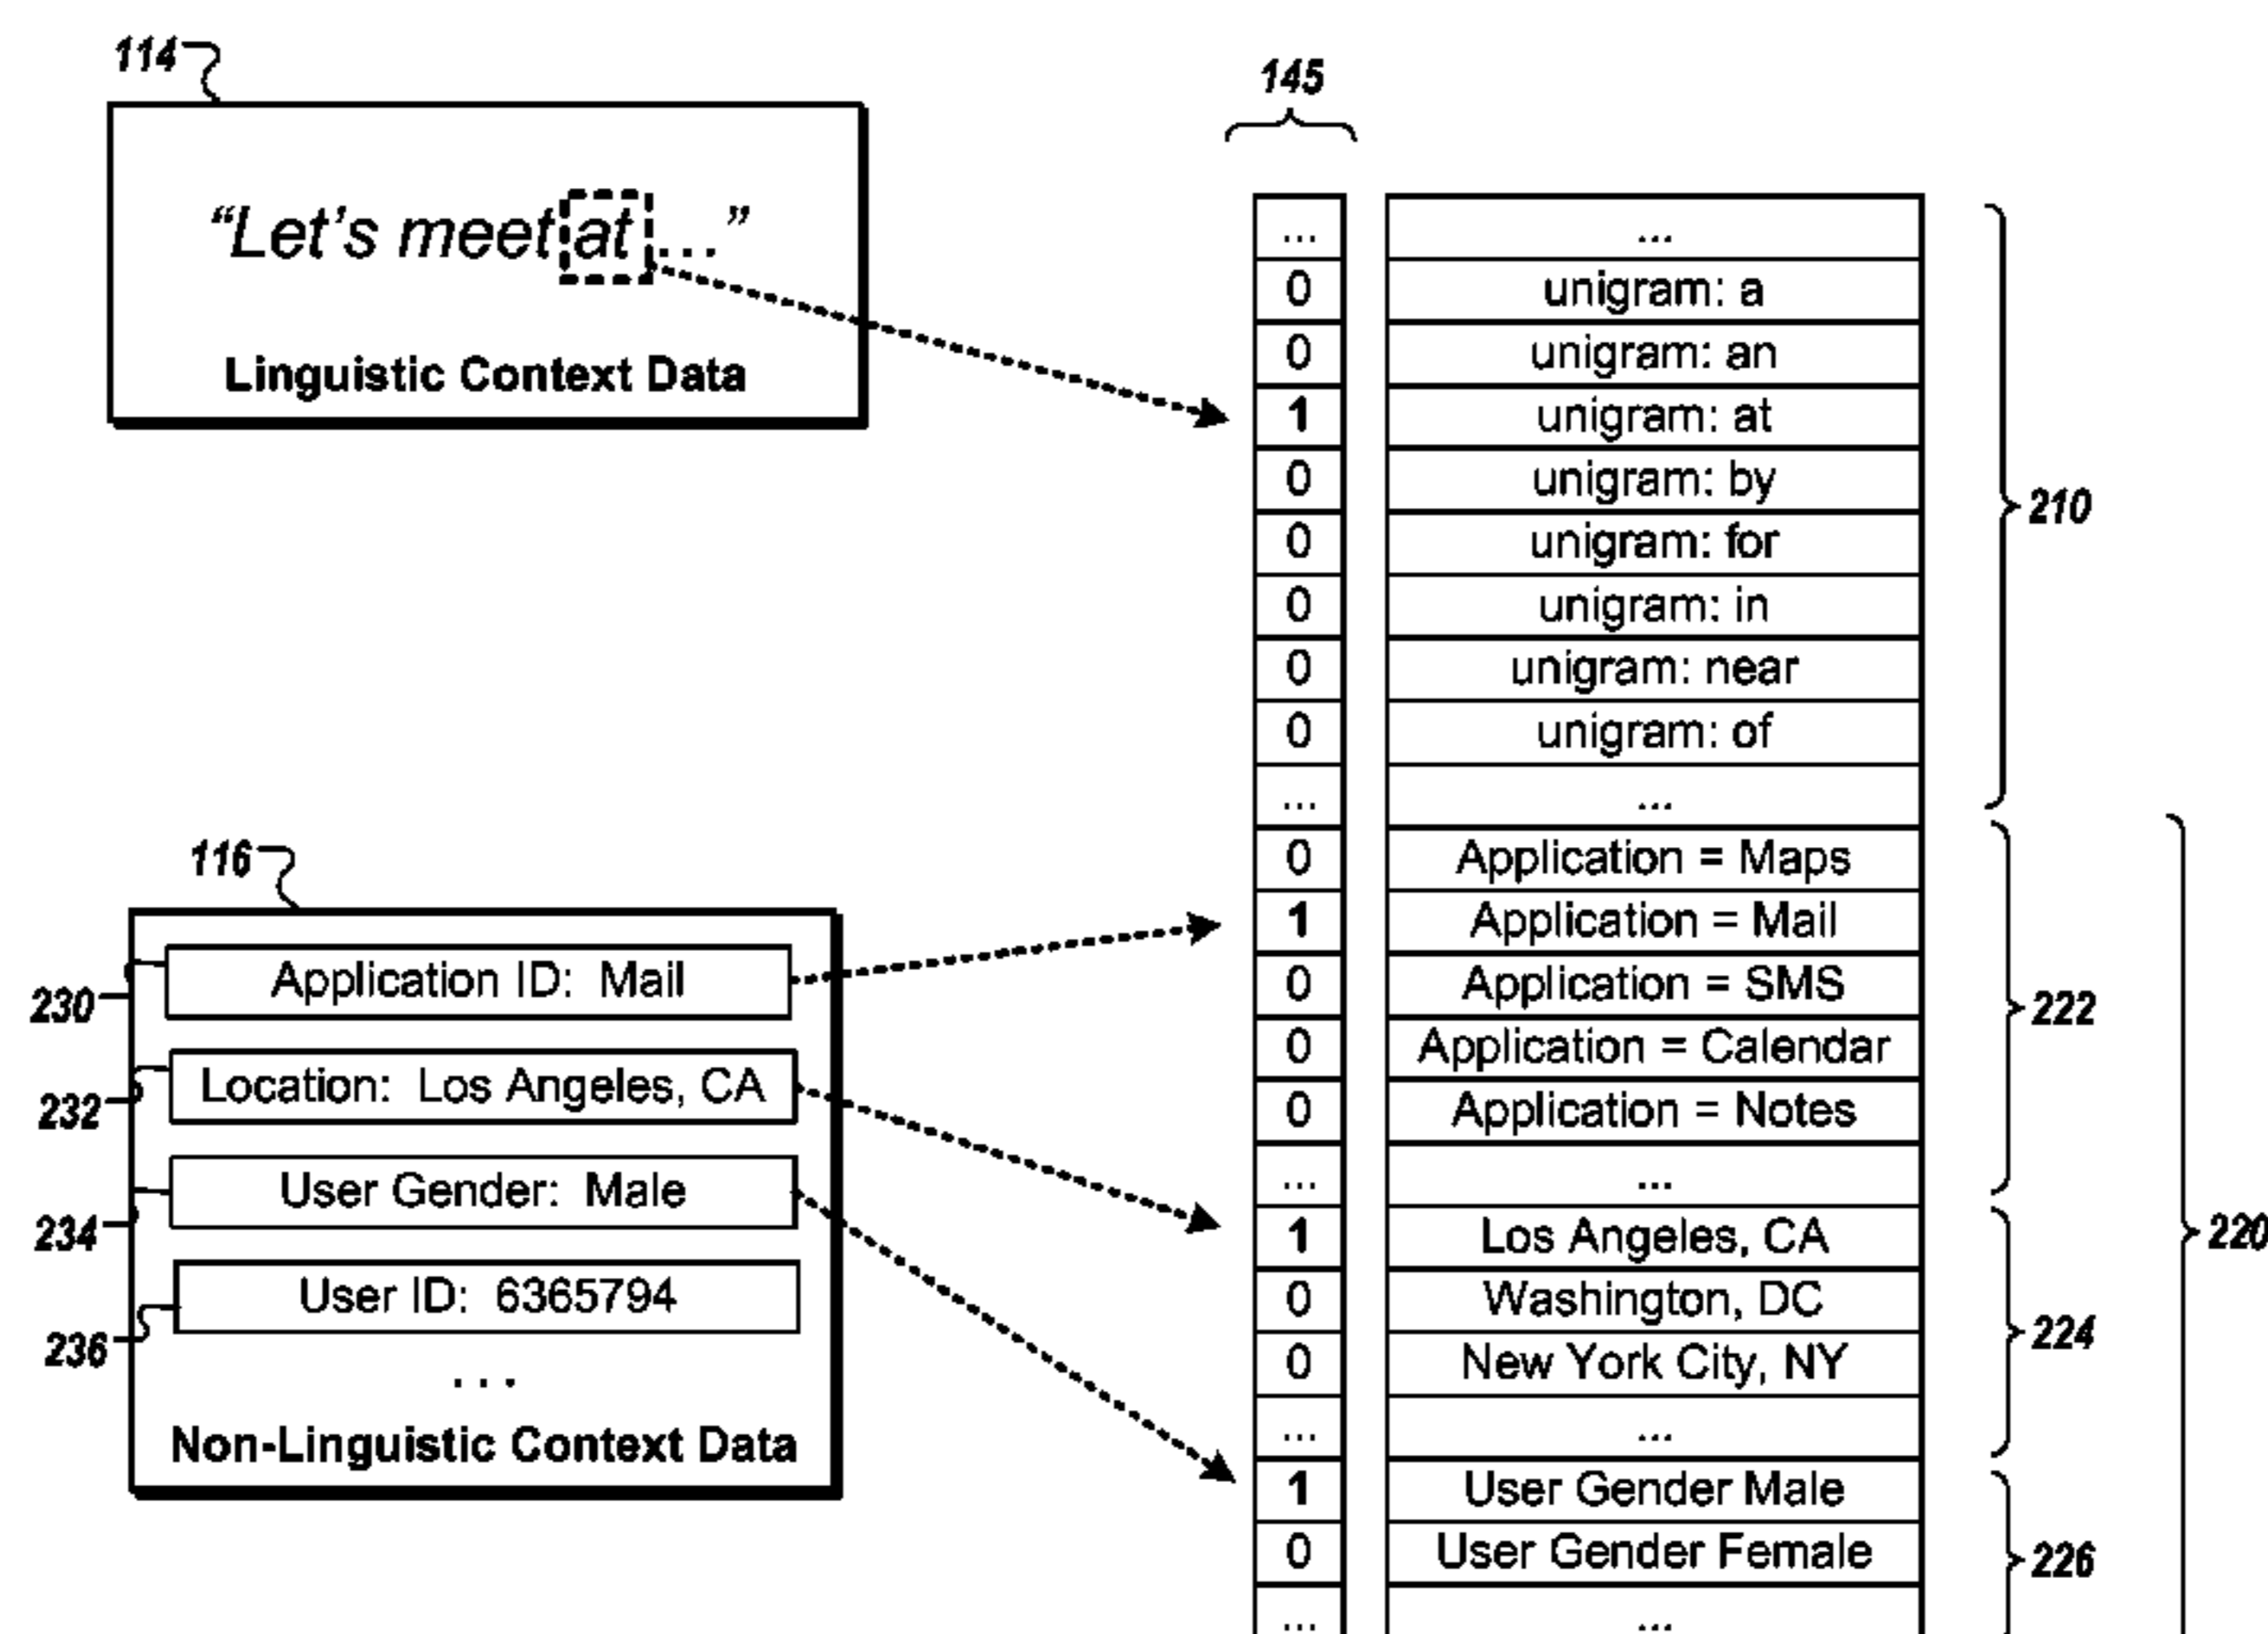 114
"Let's meet at ..."
Linguistic Context Data
116
230
Application ID: Mail
232
Location: Los Angeles, CA
234
User Gender: Male
236
User ID: 6365794
...
Non-Linguistic Context Data
145
... ...
0 unigram: a
0 unigram: an
1 unigram: at
0 unigram: by
0 unigram: for
0 unigram: in
0 unigram: near
0 unigram: of
... ...
210
0 Application = Maps
1 Application = Mail
0 Application = SMS
0 Application = Calendar
0 Application = Notes
... ...
222
1 Los Angeles, CA
0 Washington, DC
0 New York City, NY
... ...
224
1 User Gender Male
0 User Gender Female
... ...
226
220